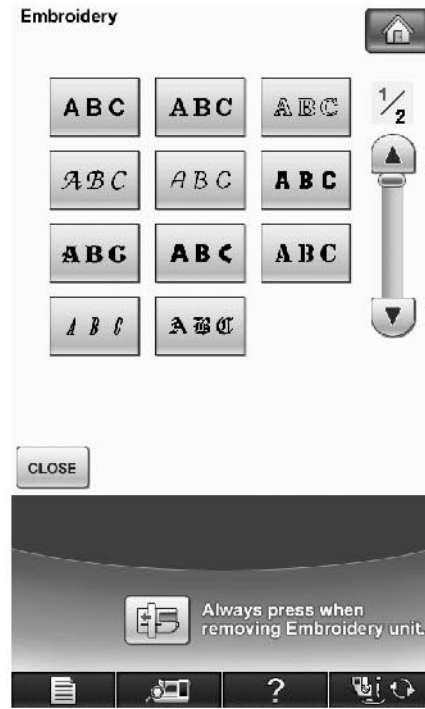 Embroidery
1/2
ABC ABC ABC
ABC ABC ABC
ABC ABC ABC
ABC ABC
CLOSE
Always press when
removing Embroidery unit.
?